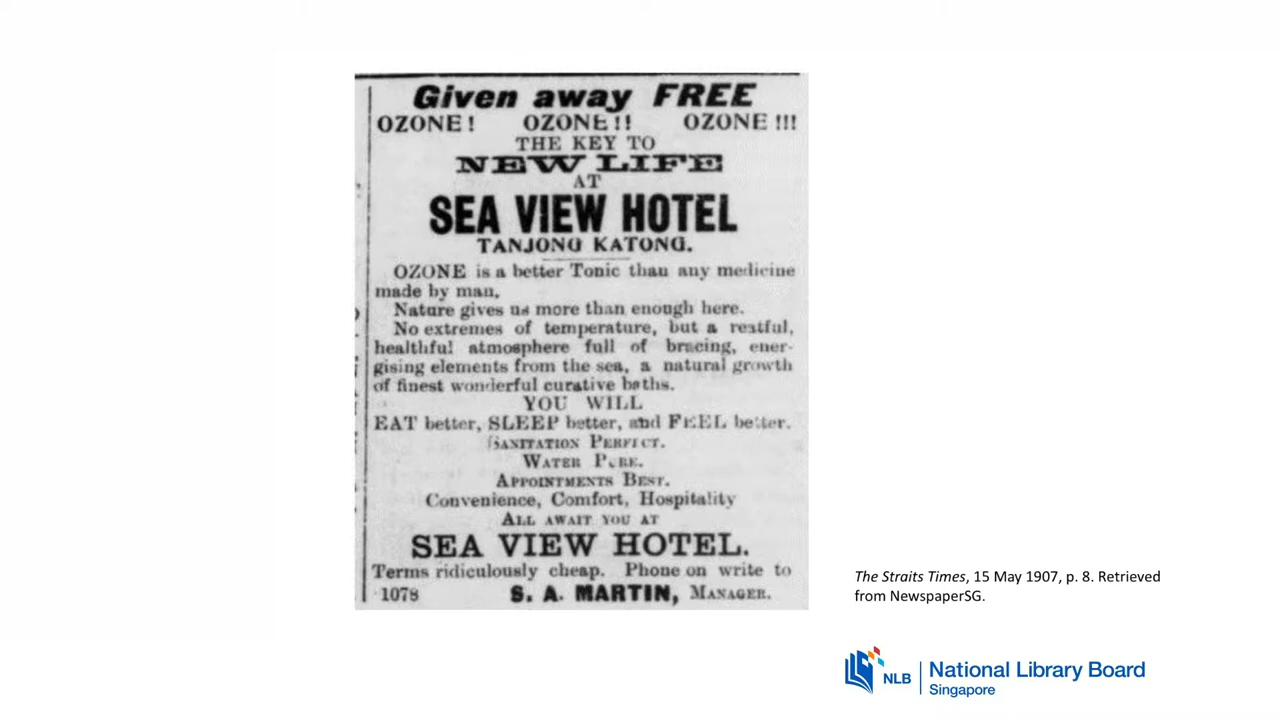 Given away FREE
OZONE ! OZONE !! OZONE !!!
THE KEY TO
NEW LIFE
AT
SEA VIEW HOTEL
TANJONG KATONG.
OZONE is a better Tonic than any medicine
made by man,
Nature gives us more than enough here.
No extremes of temperature, but a restful,
healthful atmosphere full of bracing, ener-
gising elements from the sea, a natural growth
of finest wonderful curative baths.
YOU WILL
EAT better, SLEEP better, and FEEL better.
SANITATION PERFECT.
WATER PURE.
APPOINTMENTS BEST.
Convenience, Comfort, Hospitality
ALL AWAIT YOU AT
SEA VIEW HOTEL.
Terms ridiculously cheap. Phone on write to
1078 S. A. MARTIN, MANAGER.
The Straits Times, 15 May 1907, p. 8. Retrieved
from NewspaperSG.
NLB National Library Board
Singapore